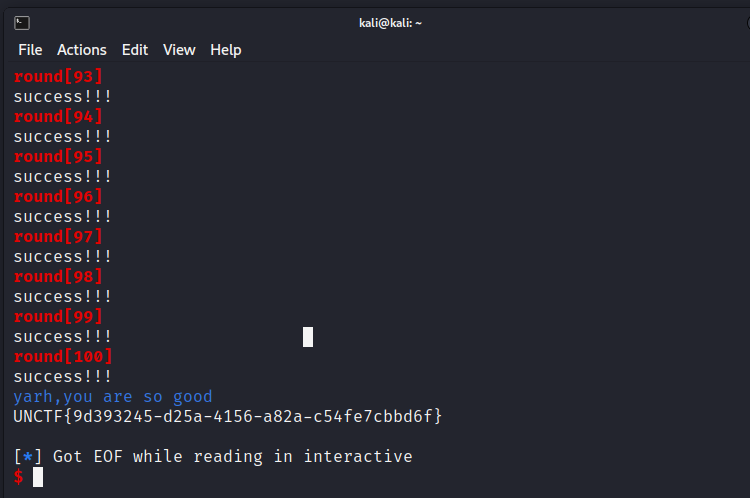 kali@kali: ~
File Actions Edit View Help
round[93]
success!!!
round[94]
success!!!
round[95]
success!!!
round[96]
success!!!
round[97]
success!!!
round[98]
success!!!
round[99]
success!!!
round[100]
success!!!
yarh,you are so good
UNCTF{9d393245-d25a-4156-a82a-c54fe7cbbd6f}
[*] Got EOF while reading in interactive
$